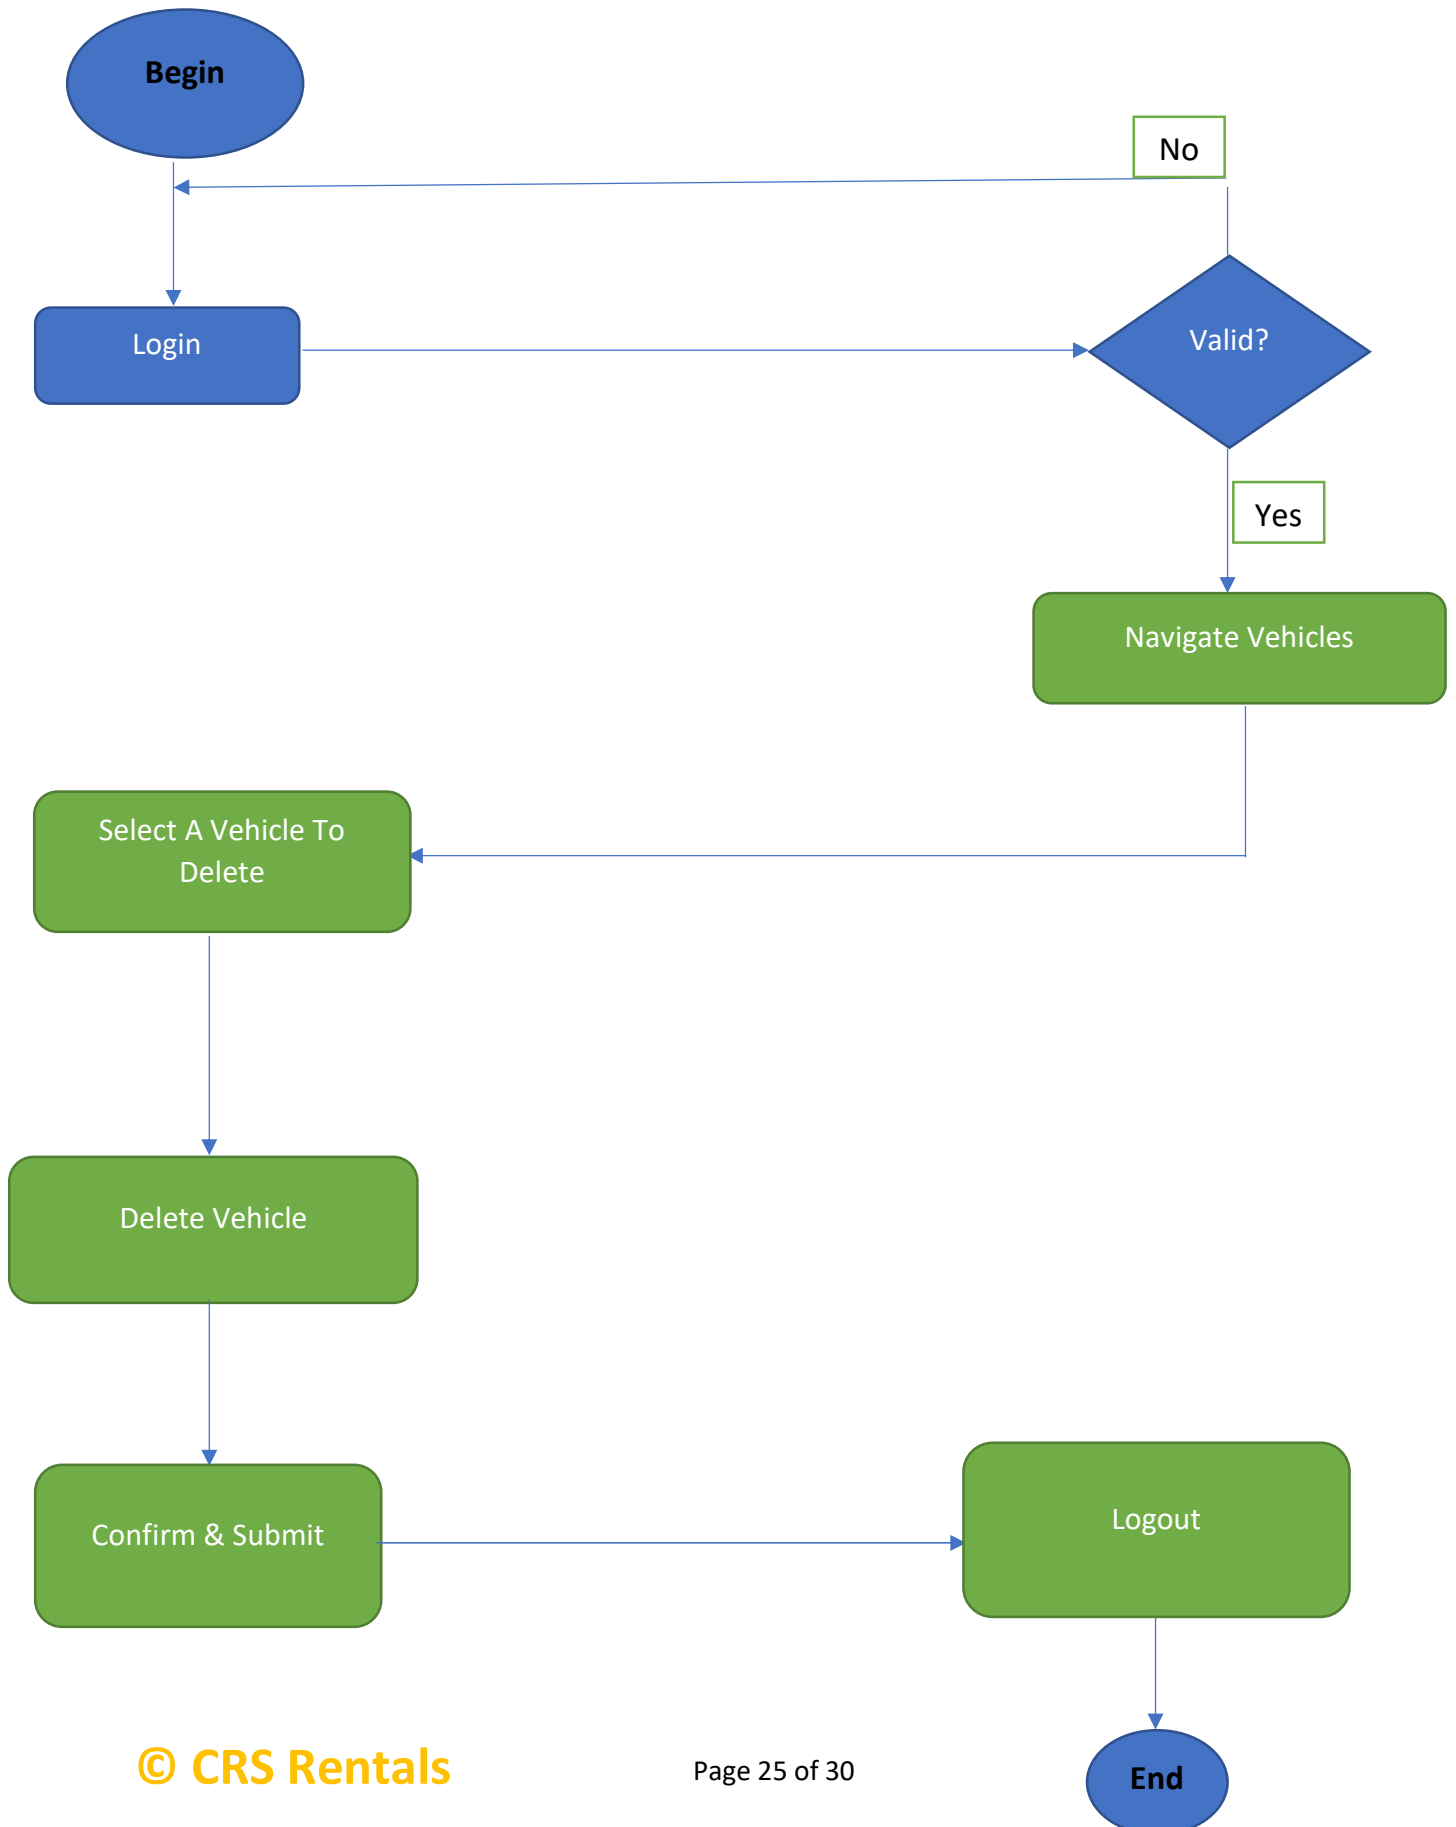 Begin
No
Login
Valid?
Yes
Navigate Vehicles
Select A Vehicle To
Delete
Delete Vehicle
Confirm & Submit
Logout
© CRS Rentals
Page 25 of 30
End